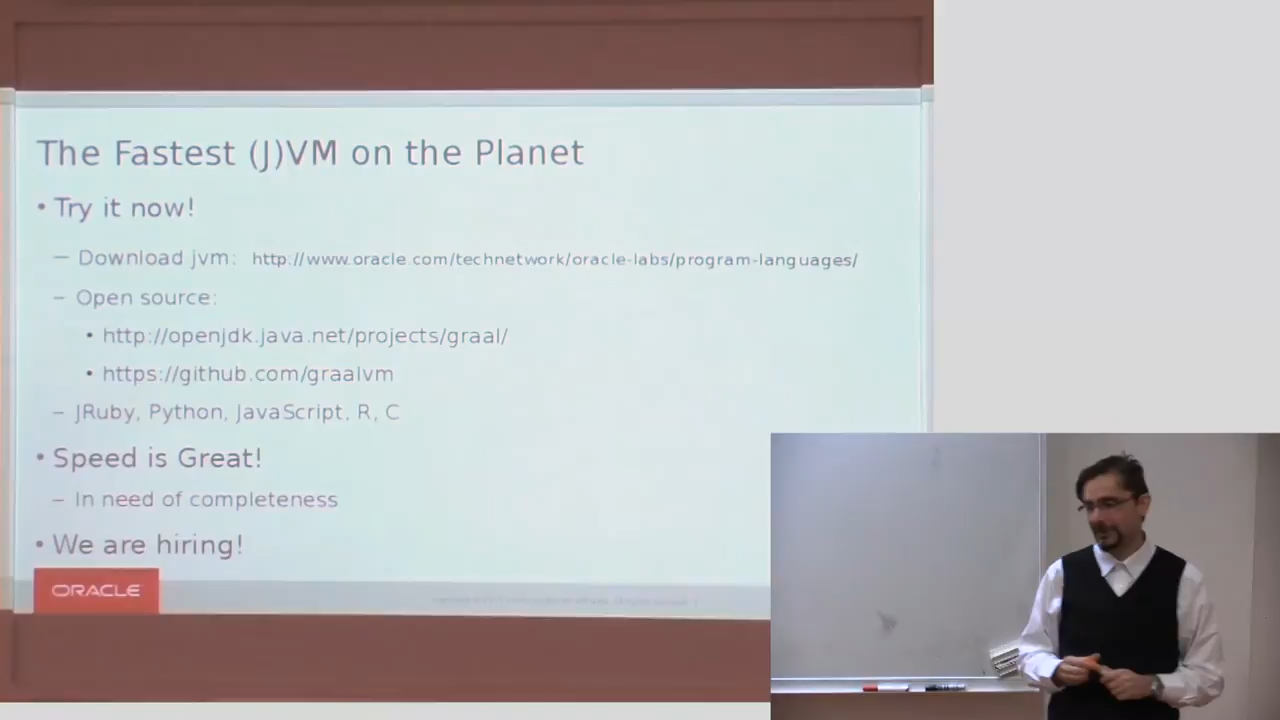 The Fastest (J)VM on the Planet
• Try it now!
– Download jvm: http://www.oracle.com/technetwork/oracle-labs/program-languages/
– Open source:
• http://openjdk.java.net/projects/graal/
• https://github.com/graalvm
– JRuby, Python, JavaScript, R, C
• Speed is Great!
– In need of completeness
• We are hiring!
ORACLE